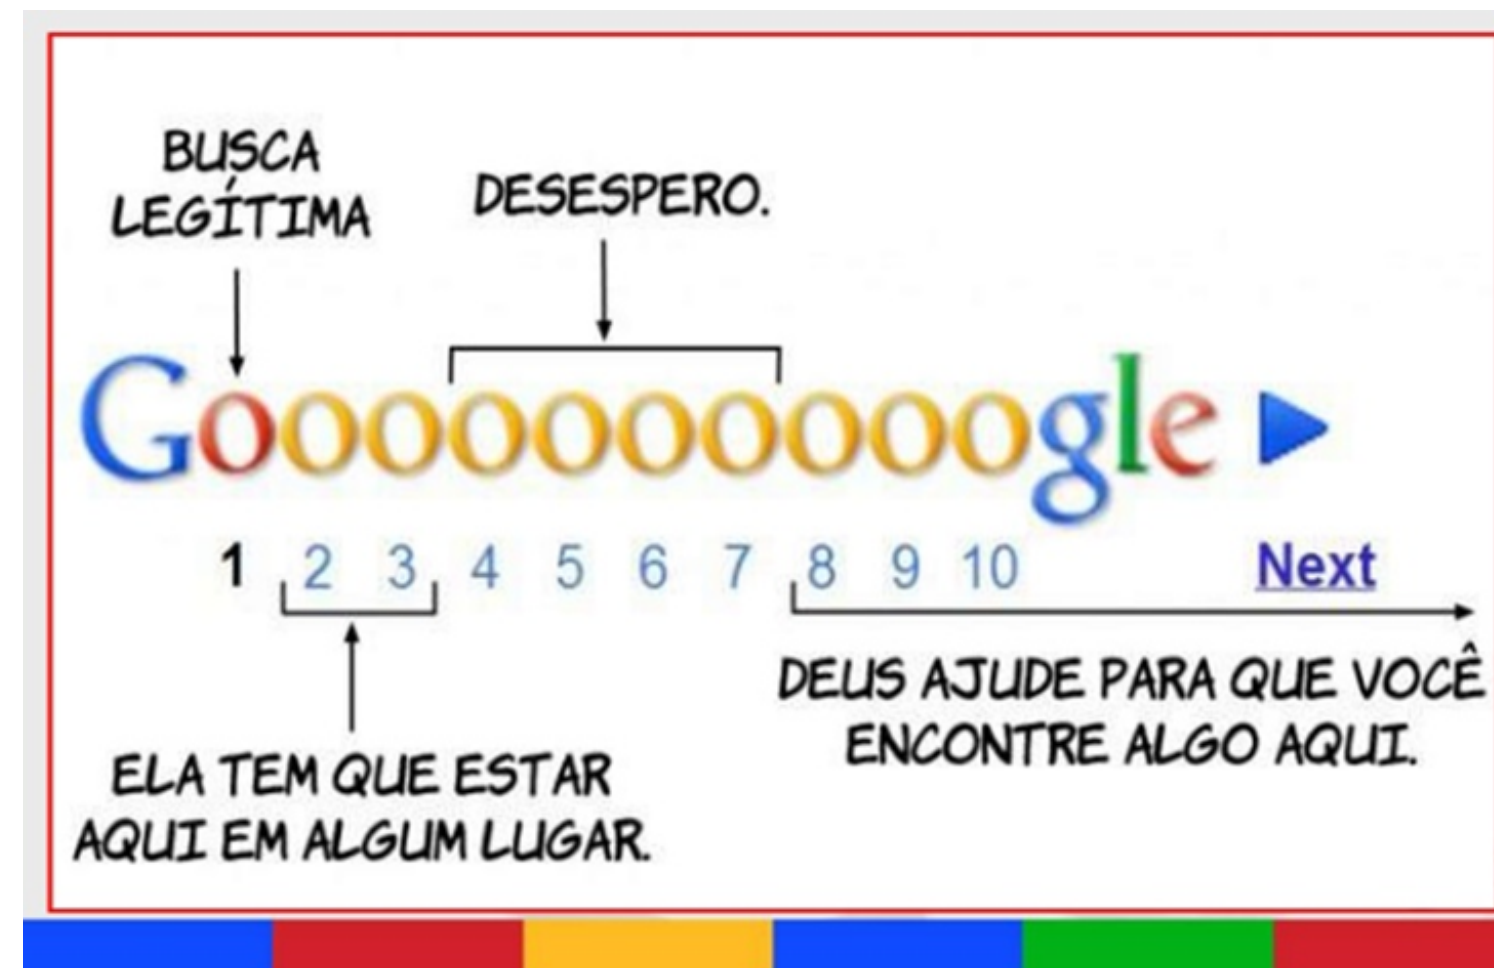 BUSCA
LEGÍTIMA
DESESPERO.
Goooooooooogle
1 2 3 4 5 6 7 8 9 10 Next
DEUS AJUDE PARA QUE VOCÊ
ENCONTRE ALGO AQUI.
ELA TEM QUE ESTAR
AQUI EM ALGUM LUGAR.